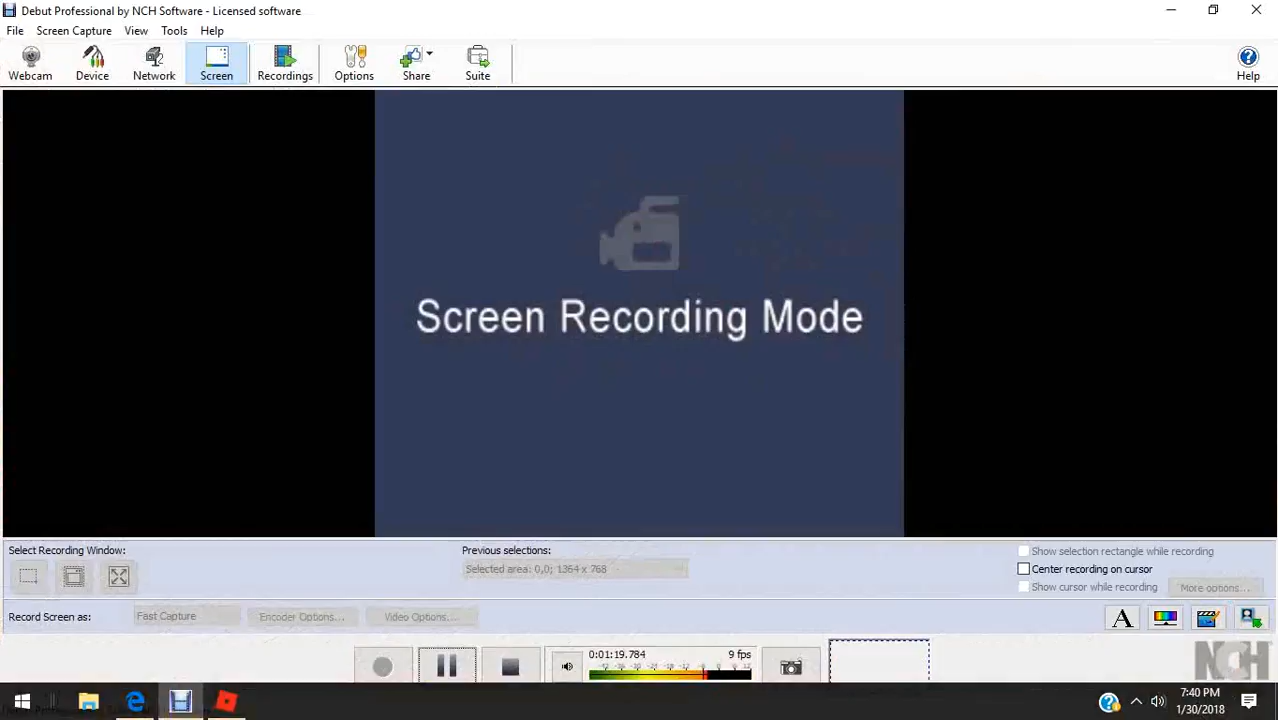 Debut Professional by NCH Software - Licensed software
File Screen Capture View Tools Help
Webcam Device Network Screen Recordings Options Share Suite Help
Screen Recording Mode
Select Recording Window:
Previous selections:
Selected area: 0,0; 1364 x 768
Show selection rectangle while recording
Center recording on cursor
Show cursor while recording
More options...
Record Screen as:
Fast Capture
Encoder Options...
Video Options...
A
0:01:19.784
9 fps
NCH
7:40 PM
1/30/2018